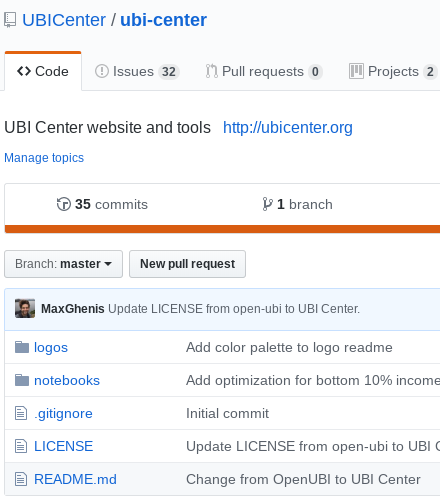 UBICenter / ubi-center
Code Issues 32 Pull requests 0 Projects 2
UBI Center website and tools http://ubicenter.org
Manage topics
35 commits 1 branch
Branch: master New pull request
MaxGhenis Update LICENSE from open-ubi to UBI Center.
logos Add color palette to logo readme
notebooks Add optimization for bottom 10% income
.gitignore Initial commit
LICENSE Update LICENSE from open-ubi to UBI C
README.md Change from OpenUBI to UBI Center